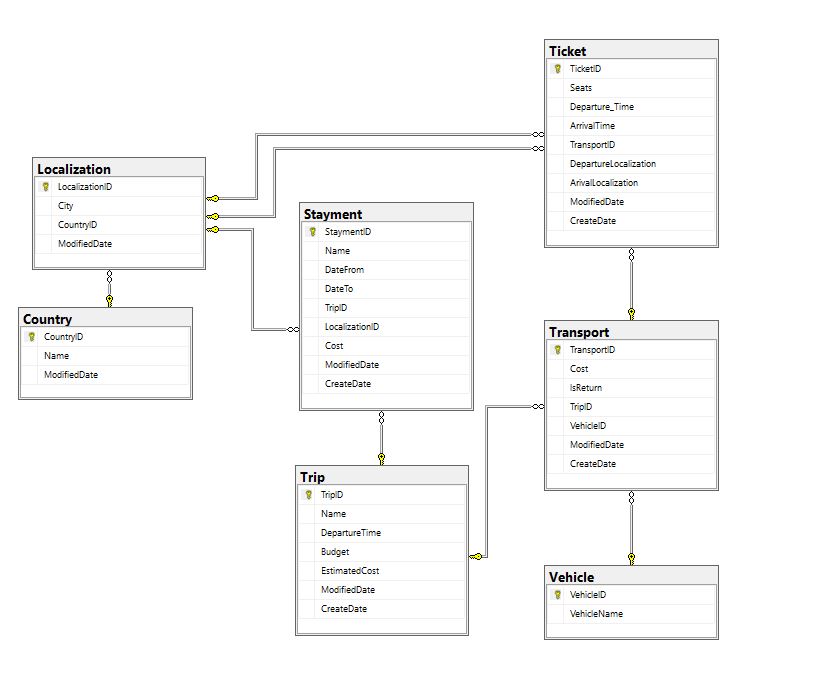 Ticket
TicketID
Seats
Departure_Time
ArrivalTime
TransportID
DepartureLocalization
ArivalLocalization
ModifiedDate
CreateDate
Localization
LocalizationID
City
CountryID
ModifiedDate
Stayment
StaymentID
Name
DateFrom
DateTo
TripID
LocalizationID
Cost
ModifiedDate
CreateDate
Country
CountryID
Name
ModifiedDate
Transport
TransportID
Cost
IsReturn
TripID
VehicleID
ModifiedDate
CreateDate
Trip
TripID
Name
DepartureTime
Budget
EstimatedCost
ModifiedDate
CreateDate
Vehicle
VehicleID
VehicleName